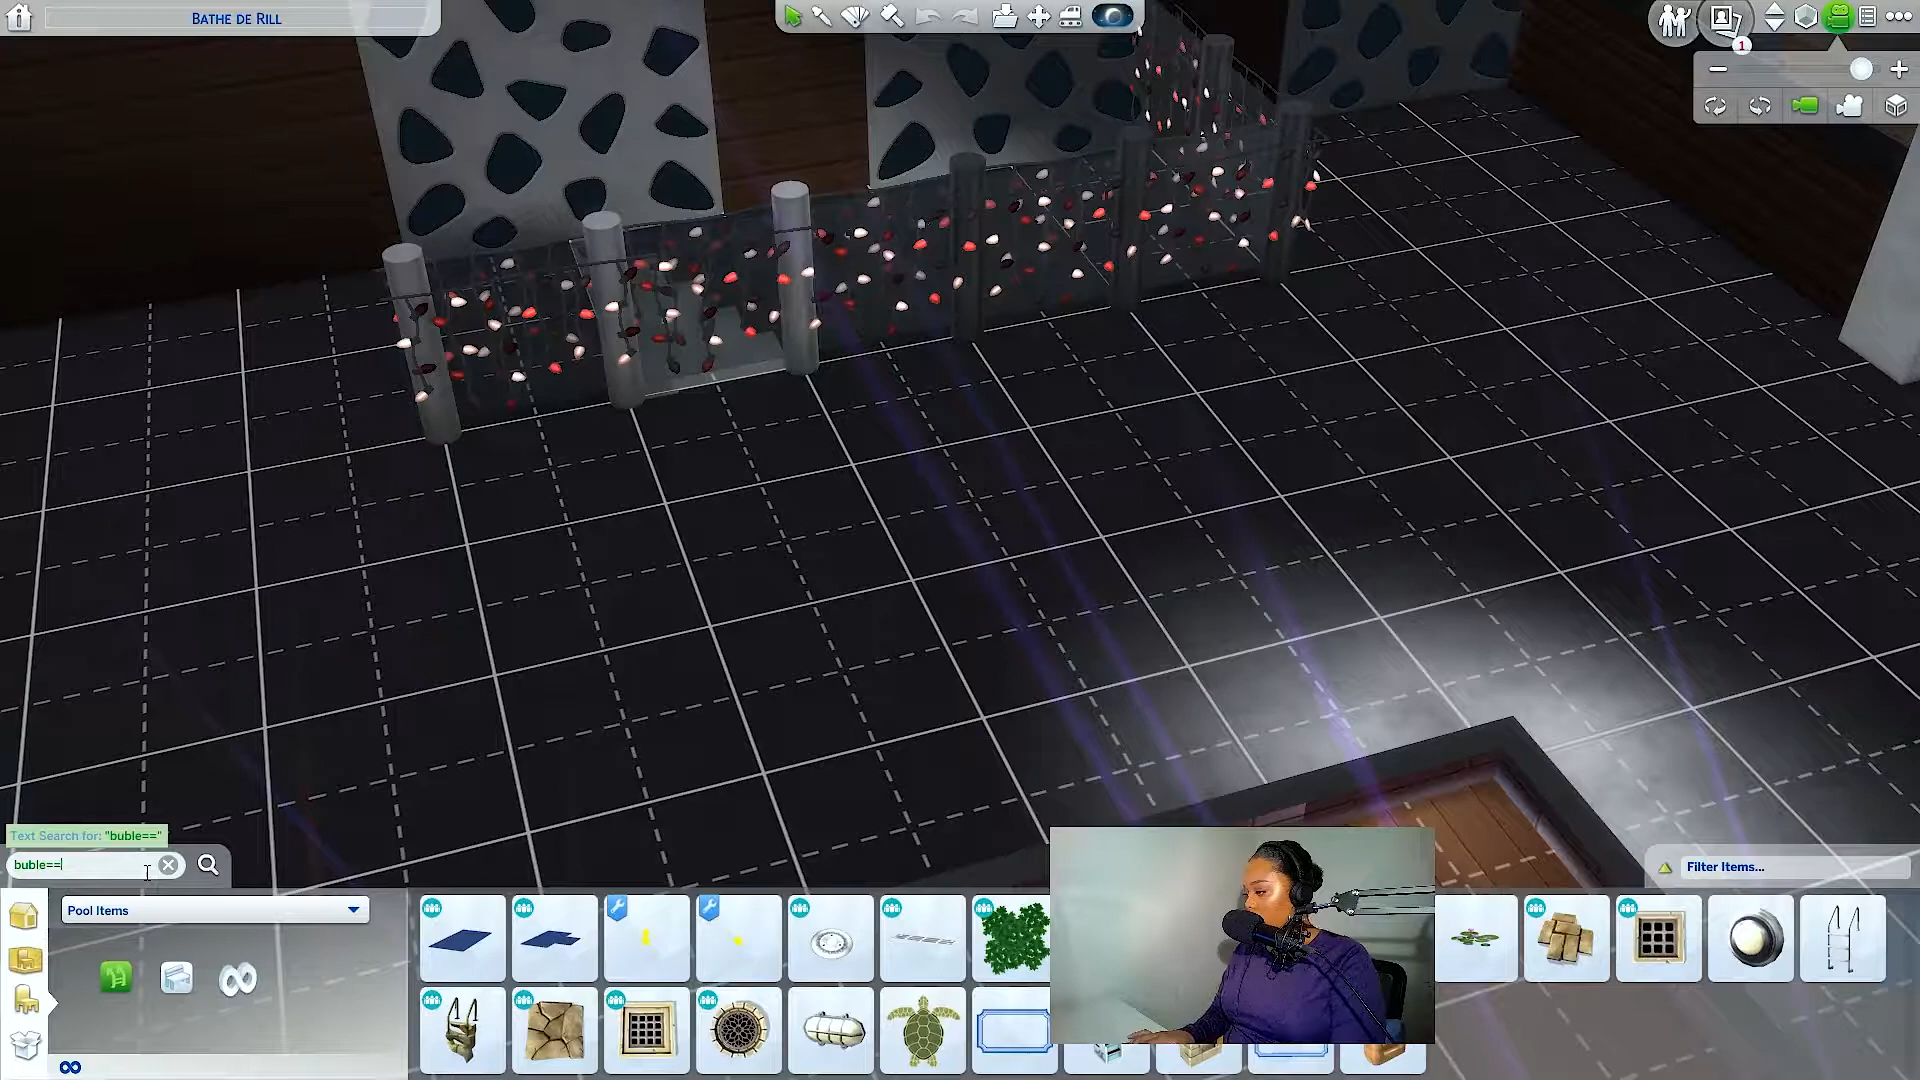 BATHE DE RILL
1
Text Search for: "buble=="
buble==
Filter Items...
Pool Items